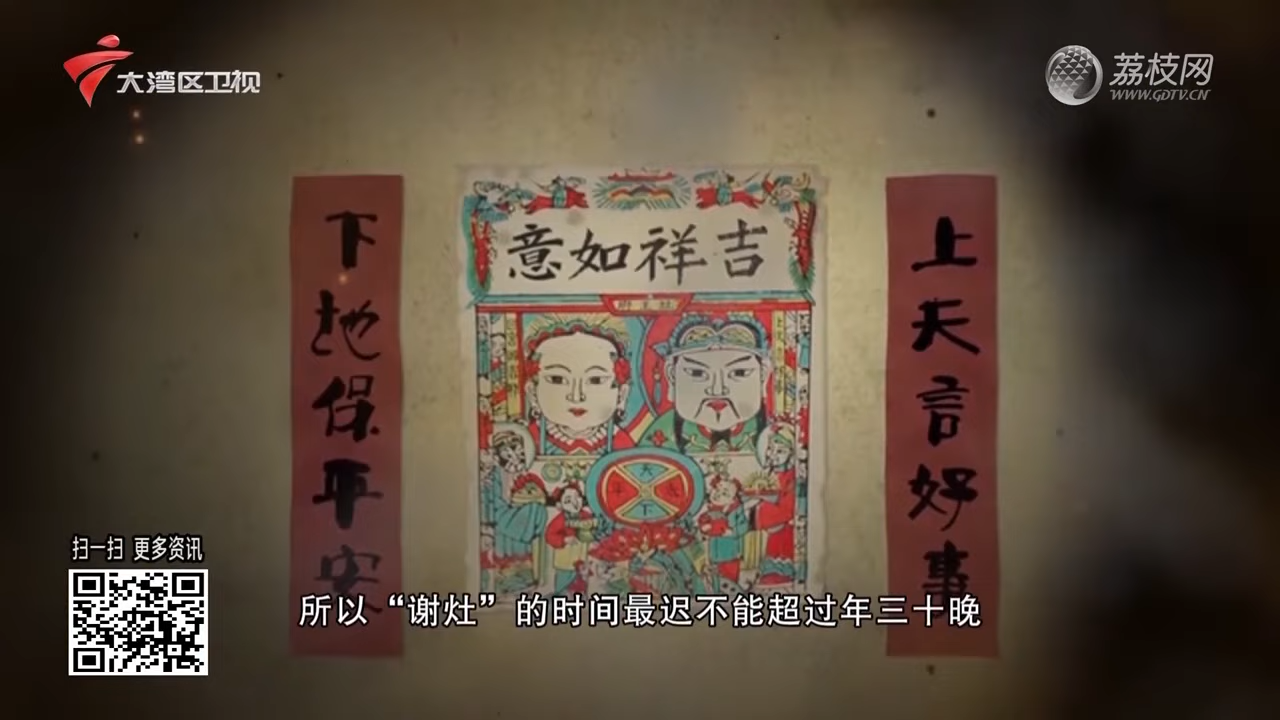 大湾区卫视
荔枝网
WWW.GDTV.CN
意如祥吉
上天言好事
下地保平安
扫一扫 更多资讯
所以“谢灶”的时间最迟不能超过年三十晚